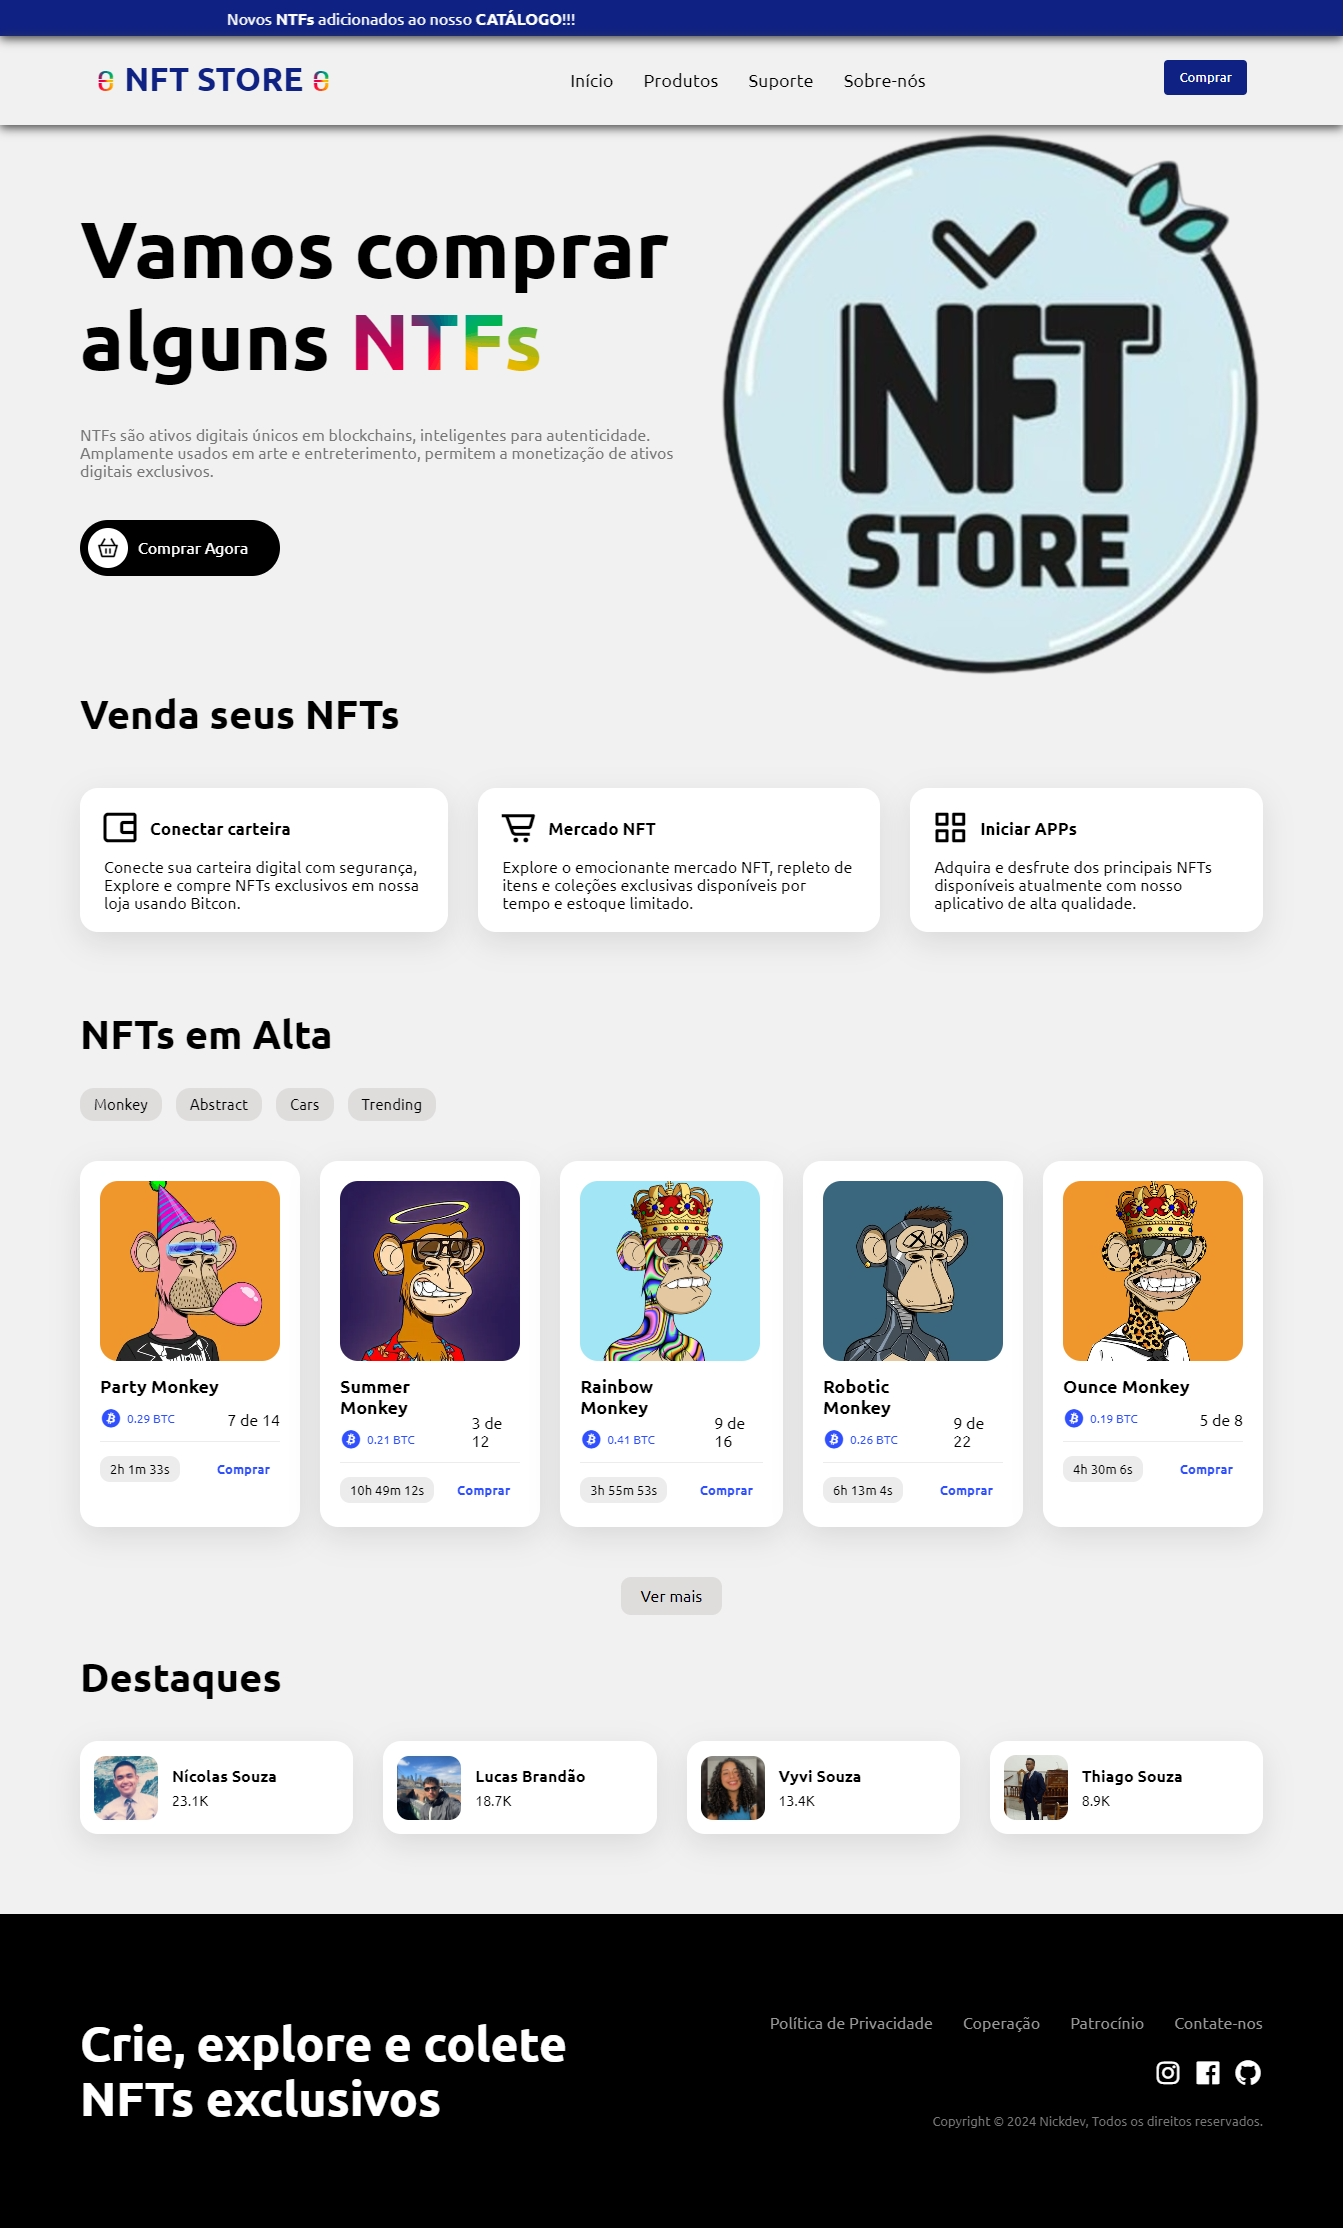 Novos NTFs adicionados ao nosso CATÁLOGO!!!
NFT STORE
Início Produtos Suporte Sobre-nós
Comprar
Vamos comprar
alguns NTFs
NTFs são ativos digitais únicos em blockchains, inteligentes para autenticidade.
Amplamente usados em arte e entreterimento, permitem a monetização de ativos
digitais exclusivos.
Comprar Agora
NFT
STORE
Venda seus NFTs
Conectar carteira
Conecte sua carteira digital com segurança,
Explore e compre NFTs exclusivos em nossa
loja usando Bitcon.
Mercado NFT
Explore o emocionante mercado NFT, repleto de
itens e coleções exclusivas disponíveis por
tempo e estoque limitado.
Iniciar APPs
Adquira e desfrute dos principais NFTs
disponíveis atualmente com nosso
aplicativo de alta qualidade.
NFTs em Alta
Monkey Abstract Cars Trending
Party Monkey
0.29 BTC
7 de 14
2h 1m 33s
Comprar
Summer
Monkey
0.21 BTC
3 de
12
10h 49m 12s
Comprar
Rainbow
Monkey
0.41 BTC
9 de
16
3h 55m 53s
Comprar
Robotic
Monkey
0.26 BTC
9 de
22
6h 13m 4s
Comprar
Ounce Monkey
0.19 BTC
5 de 8
4h 30m 6s
Comprar
Ver mais
Destaques
Nícolas Souza
23.1K
Lucas Brandão
18.7K
Vyvi Souza
13.4K
Thiago Souza
8.9K
Crie, explore e colete
NFTs exclusivos
Política de Privacidade Coperação Patrocínio Contate-nos
Copyright © 2024 Nickdev, Todos os direitos reservados.